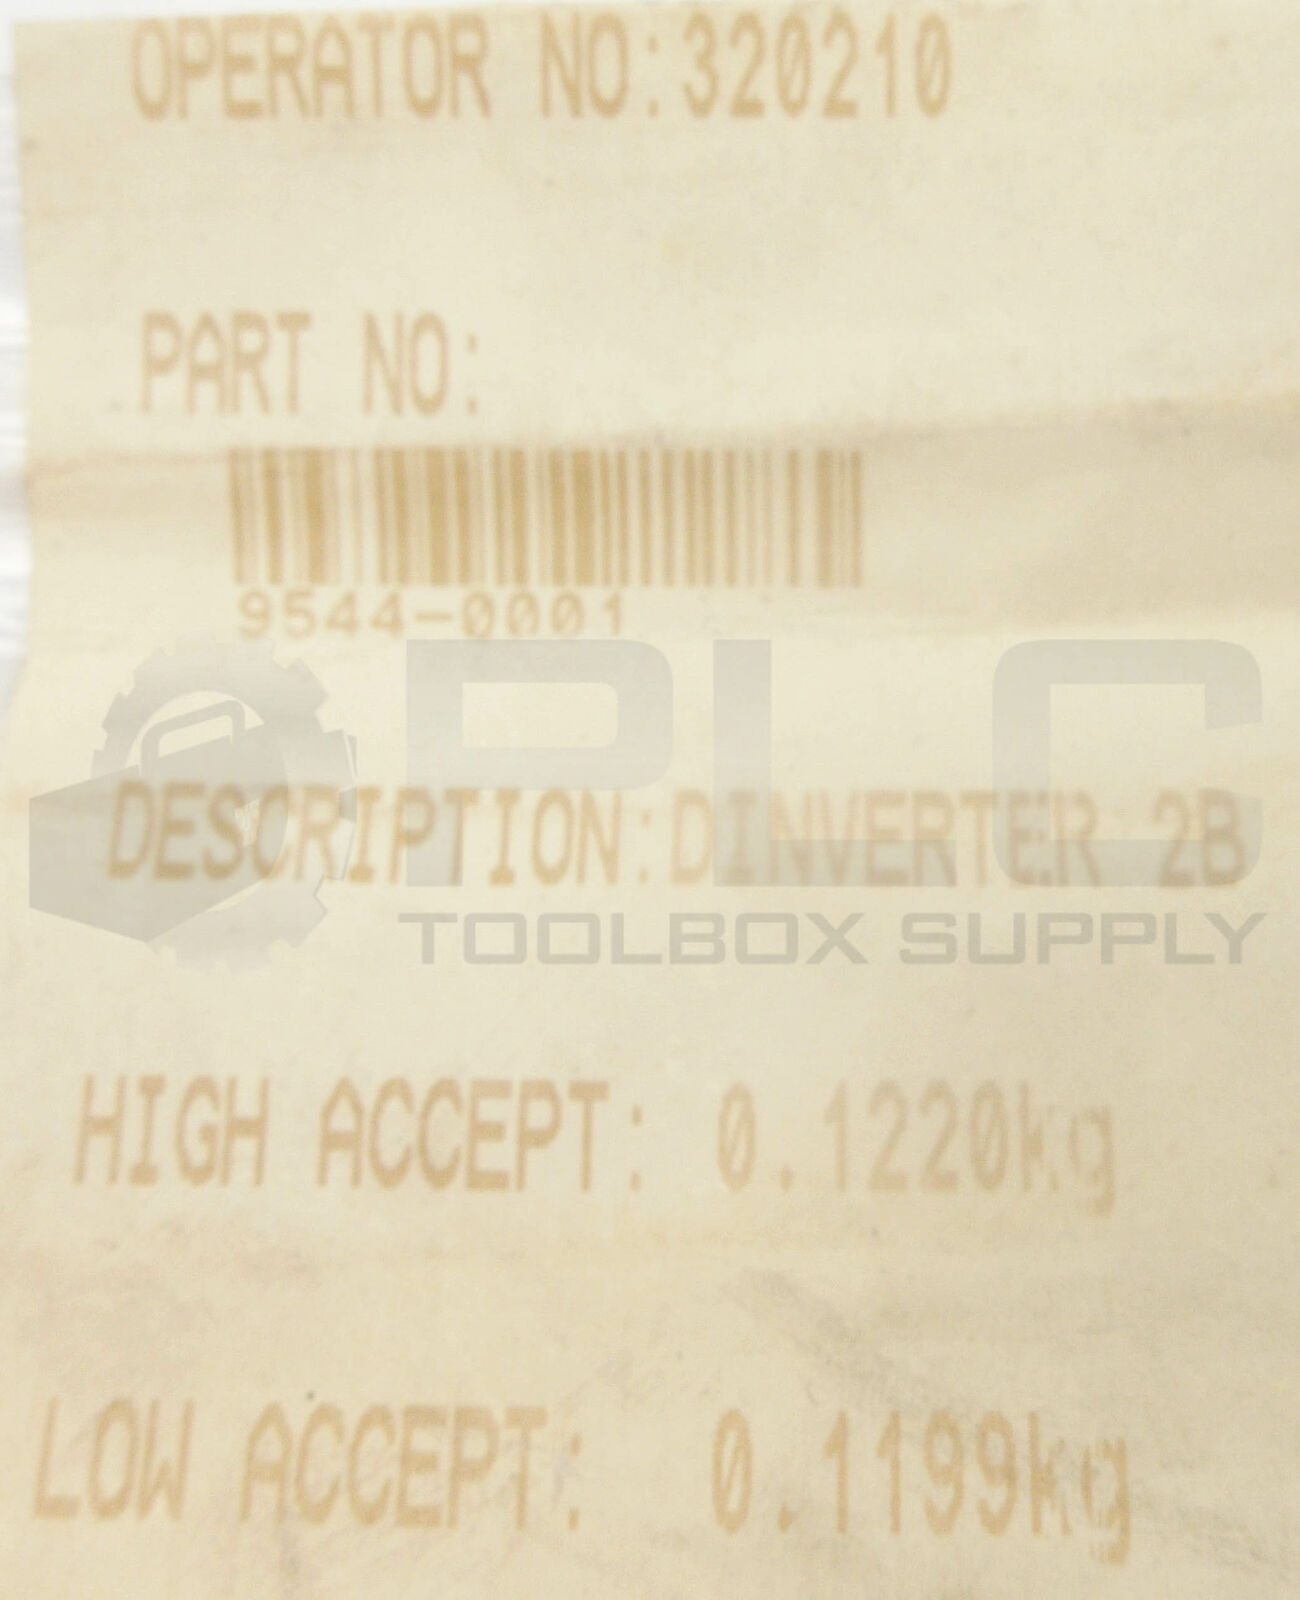 OPERATOR NO:320210
PART NO:
9544-0001
PLC
DESCRIPTION:DINVERTER 2B
TOOLBOX SUPPLY
HIGH ACCEPT: 0.1220kg
LOW ACCEPT: 0.1199kg